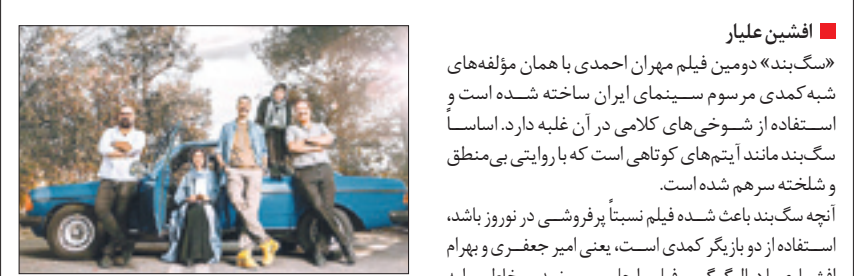 افشین علیار
«سگ‌بند» دومین فیلم مهران احمدی با همان مؤلفه‌های
شبه‌کمدی مرسوم سینمای ایران ساخته شده است و
استفاده از شوخی‌های کلامی در آن غلبه دارد. اساساً
سگ‌بند مانند آیتم‌های کوتاهی است که با روایتی بی‌منطق
و شلخته سرهم شده است.
آنچه سگ‌بند باعث شده فیلم نسبتاً پرفروشی در نوروز باشد،
استفاده از دو بازیگر کمدی است، یعنی امیر جعفری و بهرام